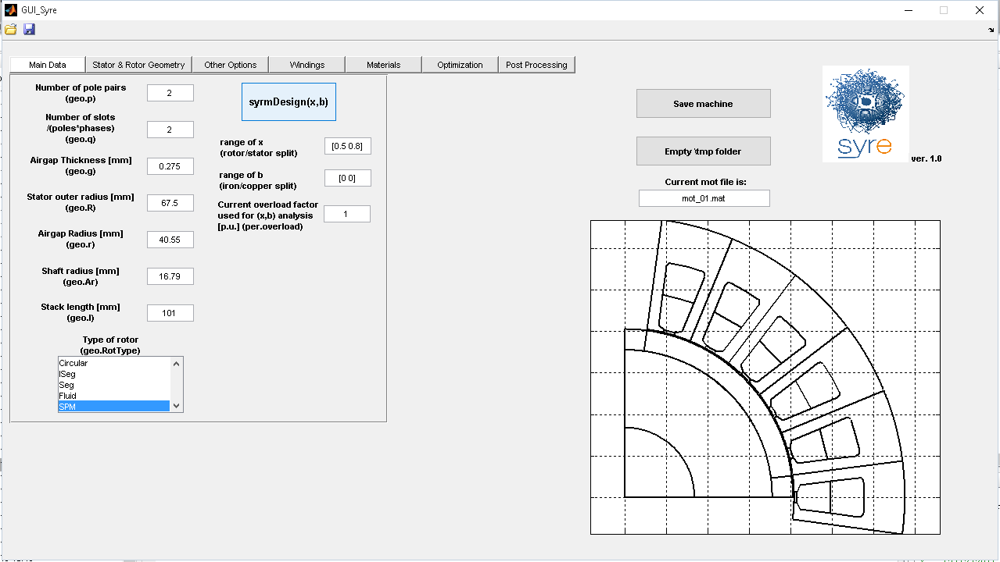 GUI_Syre
Main Data
Stator & Rotor Geometry
Other Options
Windings
Materials
Optimization
Post Processing
Number of pole pairs
(geo.p)
2
Number of slots
/(poles*phases)
(geo.q)
2
Airgap Thickness [mm]
(geo.g)
0.275
Stator outer radius [mm]
(geo.R)
67.5
Airgap Radius [mm]
(geo.r)
40.55
Shaft radius [mm]
(geo.Ar)
16.79
Stack length [mm]
(geo.l)
101
Type of rotor
(geo.RotType)
Circular
ISeg
Seg
Fluid
SPM
syrmDesign(x,b)
range of x
(rotor/stator split)
[0.5 0.8]
range of b
(iron/copper split)
[0 0]
Current overload factor
used for (x,b) analysis
[p.u.] (per.overload)
1
Save machine
Empty \tmp folder
Current mot file is:
mot_01.mat
syre
ver. 1.0